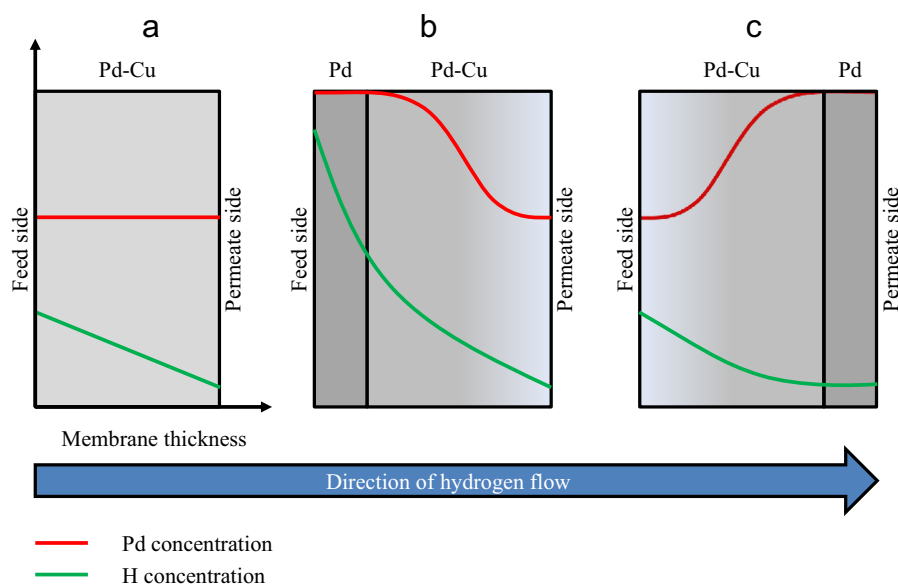 a
b
c
Pd-Cu
Pd
Pd-Cu
Pd-Cu
Pd
Feed side
Permeate side
Feed side
Permeate side
Feed side
Permeate side
Membrane thickness
Direction of hydrogen flow
Pd concentration
H concentration